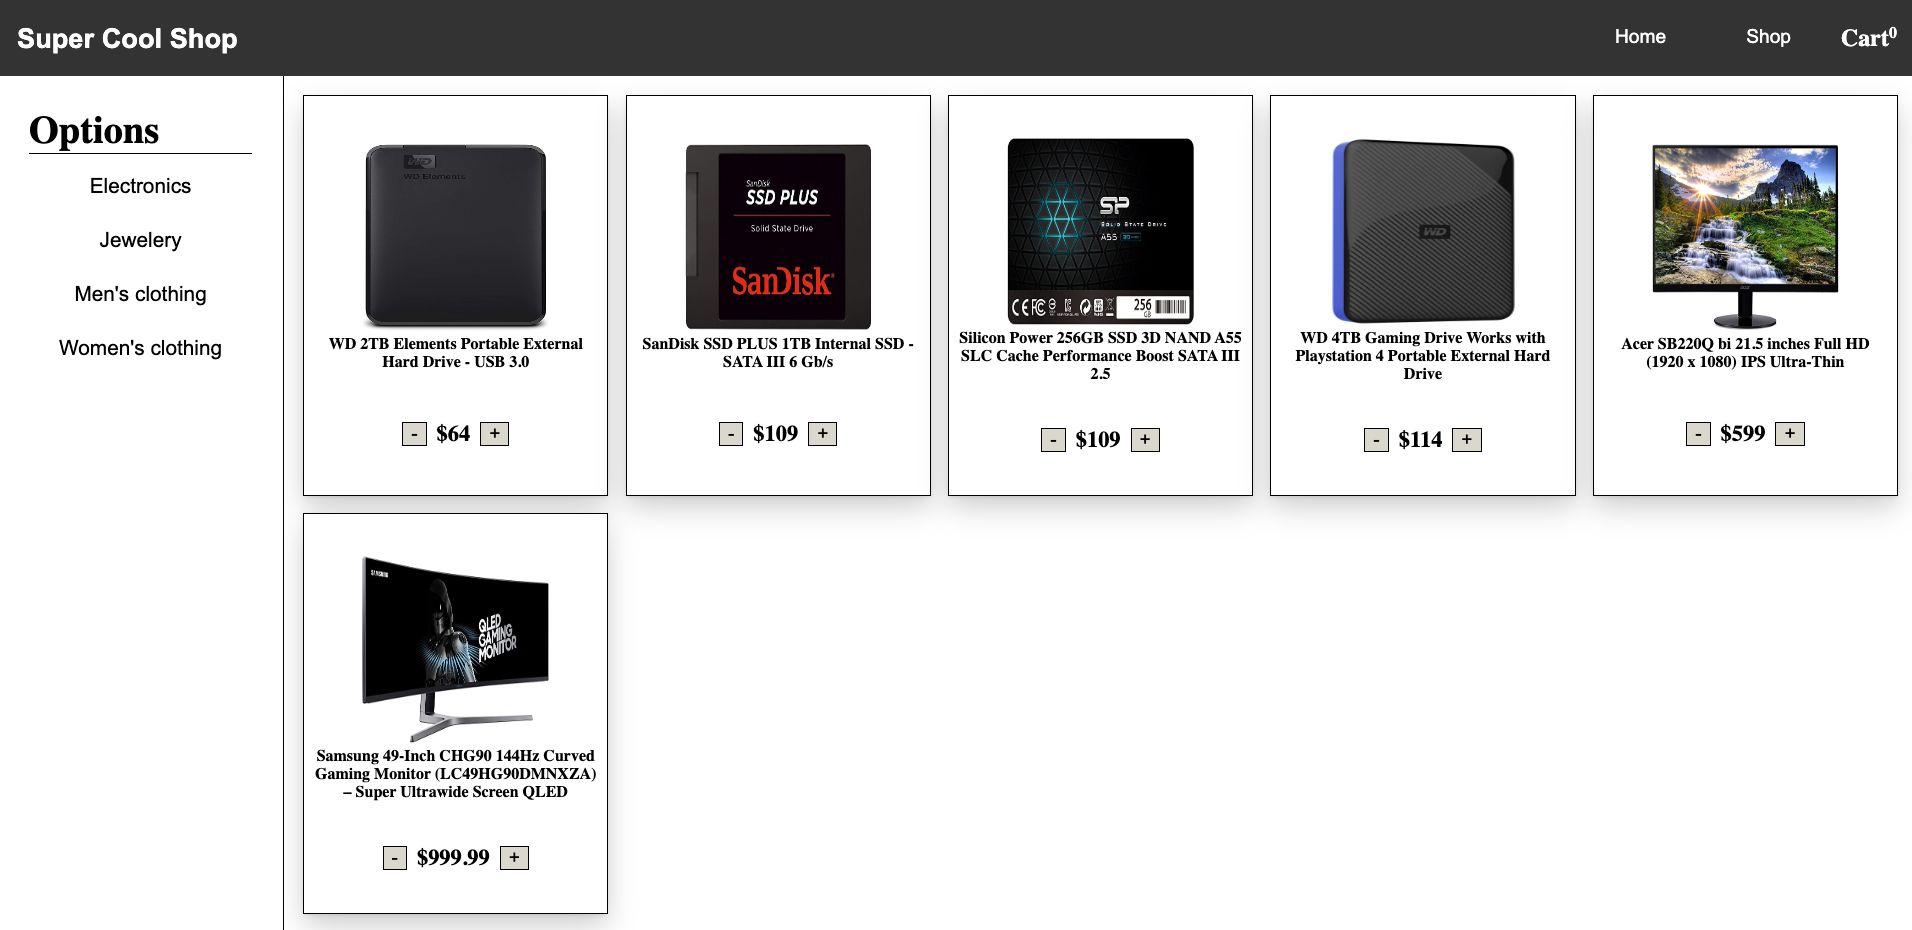 Super Cool Shop
Home
Shop
Cart0
Options
Electronics
Jewelery
Men's clothing
Women's clothing
WD
WD Elements
WD 2TB Elements Portable External
Hard Drive - USB 3.0
- $64 +
SanDisk
SSD PLUS
Solid State Drive
SanDisk
SanDisk SSD PLUS 1TB Internal SSD -
SATA III 6 Gb/s
- $109 +
SP
SOLID STATE DRIVE
A55
256
GB
Silicon Power 256GB SSD 3D NAND A55
SLC Cache Performance Boost SATA III
2.5
- $109 +
WD
WD 4TB Gaming Drive Works with
Playstation 4 Portable External Hard
Drive
- $114 +
acer
Acer SB220Q bi 21.5 inches Full HD
(1920 x 1080) IPS Ultra-Thin
- $599 +
SAMSUNG
QLED
GAMING
MONITOR
Samsung 49-Inch CHG90 144Hz Curved
Gaming Monitor (LC49HG90DMNXZA)
– Super Ultrawide Screen QLED
- $999.99 +